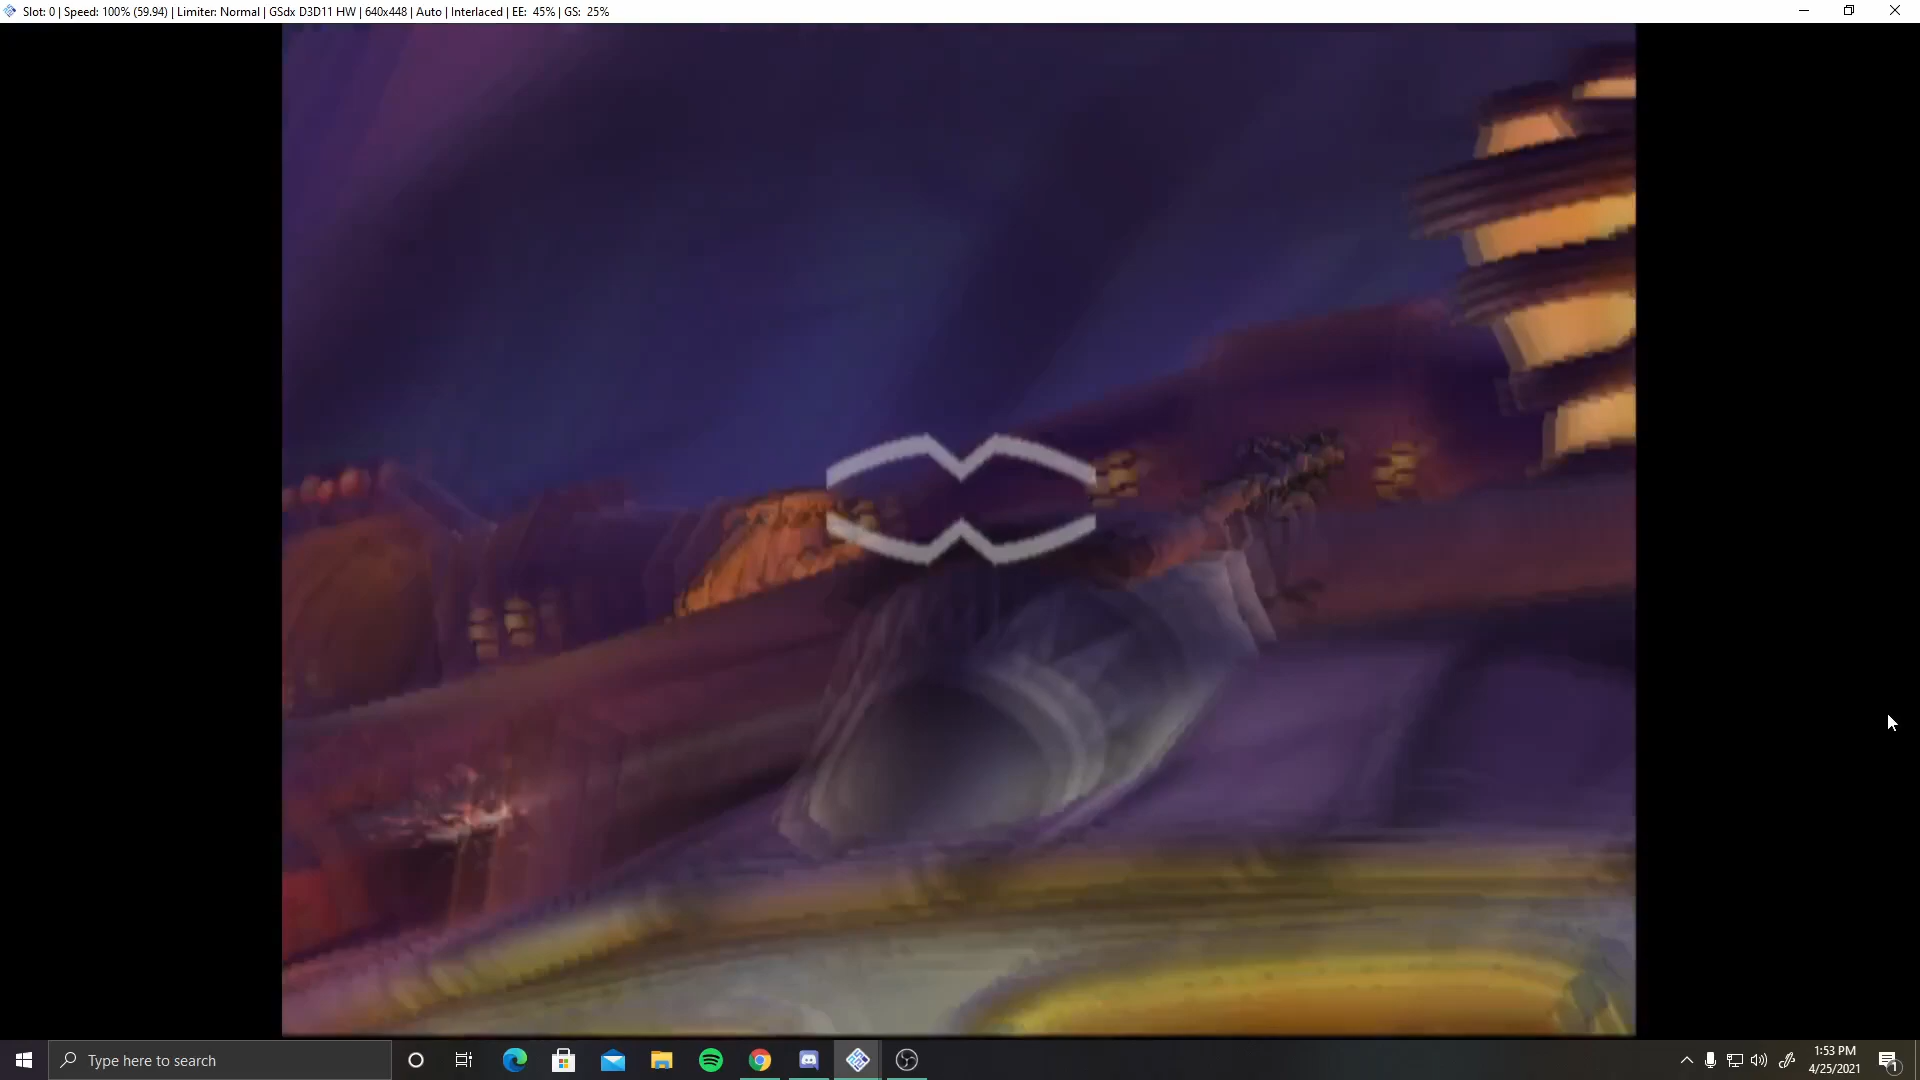 Slot: 0 | Speed: 100% (59.94) | Limiter: Normal | GSdx D3D11 HW | 640x448 | Auto | Interlaced | EE: 45% | GS: 25%
Type here to search
1:53 PM
4/25/2021
1